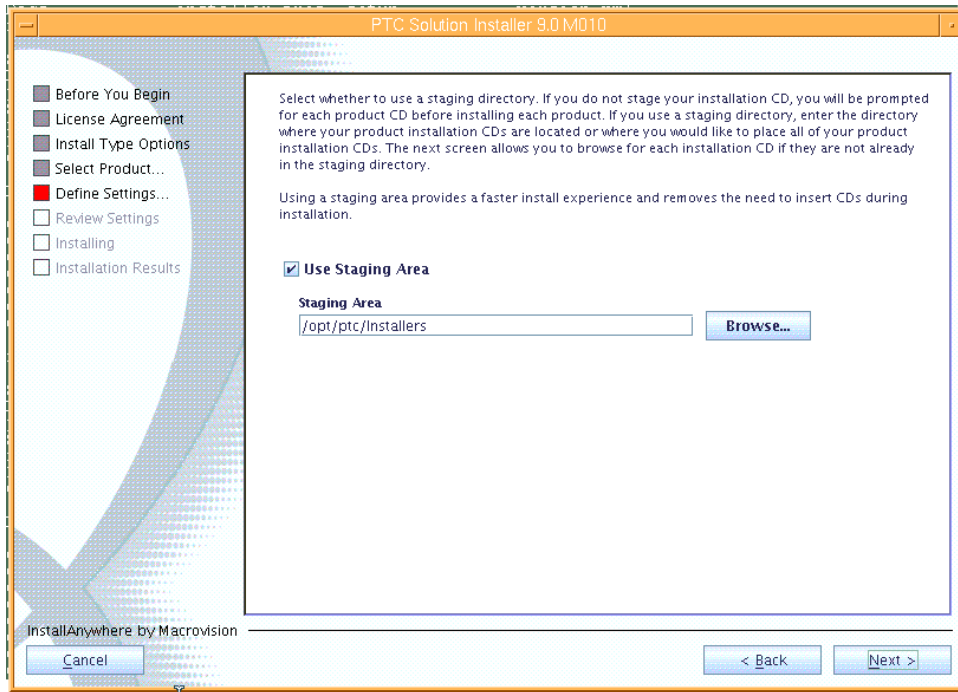 PTC Solution Installer 9.0 M010
Before You Begin
License Agreement
Install Type Options
Select Product...
Define Settings...
Review Settings
Installing
Installation Results
Select whether to use a staging directory. If you do not stage your installation CD, you will be prompted
for each product CD before installing each product. If you use a staging directory, enter the directory
where your product installation CDs are located or where you would like to place all of your product
installation CDs. The next screen allows you to browse for each installation CD if they are not already
in the staging directory.
Using a staging area provides a faster install experience and removes the need to insert CDs during
installation.
Use Staging Area
Staging Area
/opt/ptc/Installers
Browse...
InstallAnywhere by Macrovision
Cancel
< Back
Next >